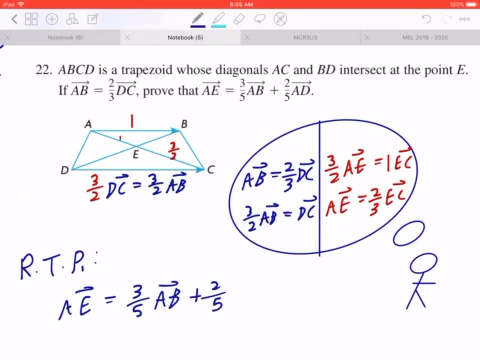 iPad
6:05 AM
100%
Notebook (6)
Notebook (5)
MCR3U5
MEL 2019 - 2020
22. ABCD is a trapezoid whose diagonals AC and BD intersect at the point E.
If AB = 2/3 DC, prove that AE = 3/5 AB + 2/5 AD.
1
A B
1 2/3
E
D C
3/2 DC = 3/2 AB
AB = 2/3 DC
3/2 AB = DC
3/2 AE = 1 EC
AE = 2/3 EC
R.T.P.:
AE = 3/5 AB + 2/5